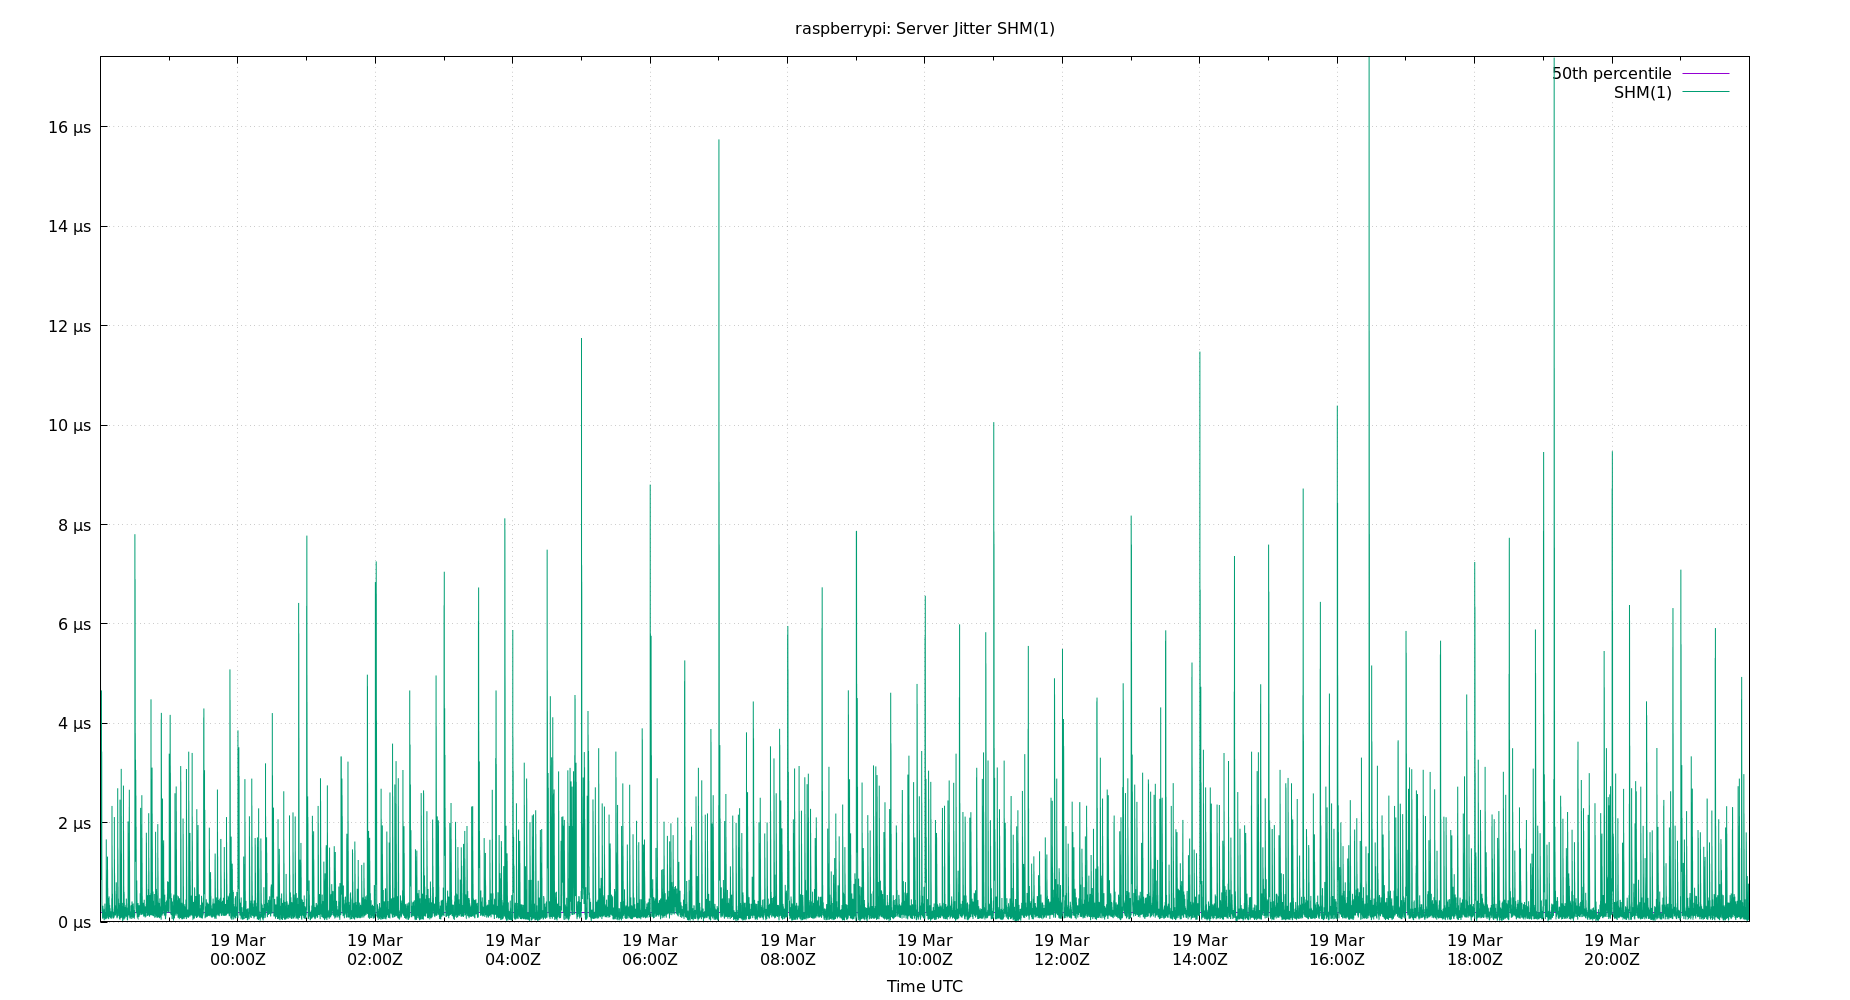 raspberrypi: Server Jitter SHM(1)
50th percentile
SHM(1)
16 µs
14 µs
12 µs
10 µs
8 µs
6 µs
4 µs
2 µs
0 µs
19 Mar 19 Mar 19 Mar 19 Mar 19 Mar 19 Mar 19 Mar 19 Mar 19 Mar 19 Mar 19 Mar
00:00Z 02:00Z 04:00Z 06:00Z 08:00Z 10:00Z 12:00Z 14:00Z 16:00Z 18:00Z 20:00Z
Time UTC